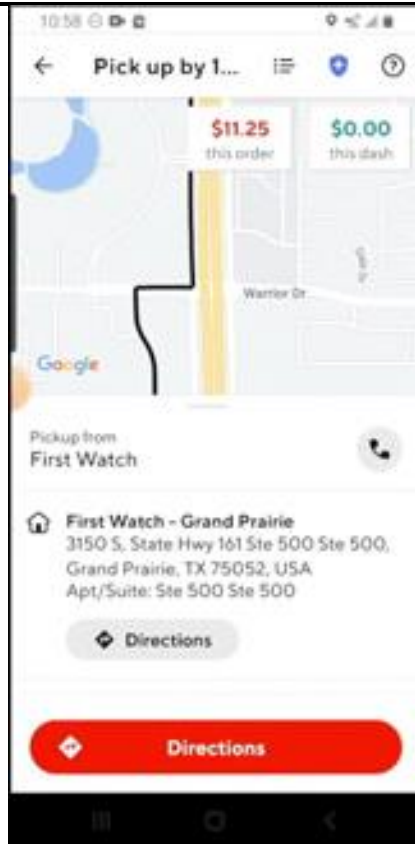 10:58
Pick up by 1...
$11.25
this order
$0.00
this dash
Warrior Dr
Google
Pickup from
First Watch
First Watch - Grand Prairie
3150 S, State Hwy 161 Ste 500 Ste 500,
Grand Prairie, TX 75052, USA
Apt/Suite: Ste 500 Ste 500
Directions
Directions